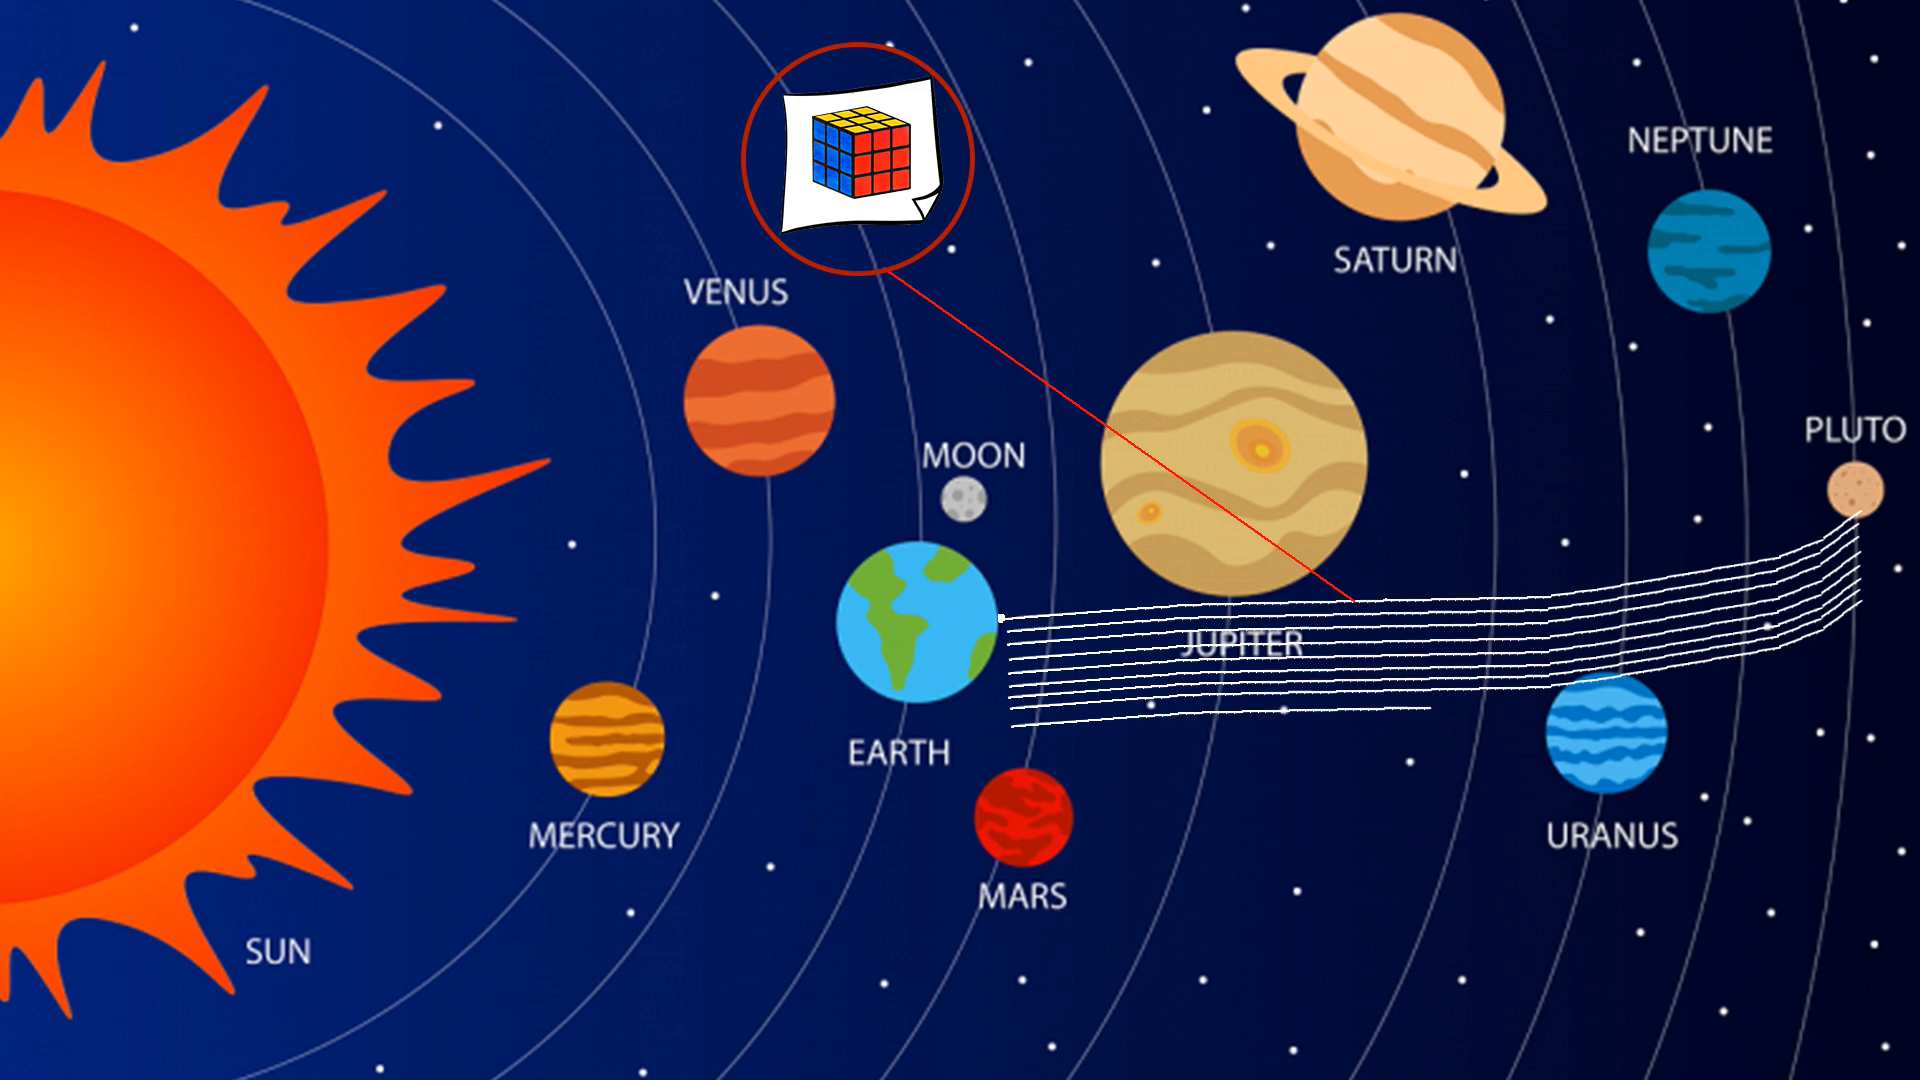 NEPTUNE
SATURN
VENUS
PLUTO
MOON
JUPITER
EARTH
MERCURY
URANUS
MARS
SUN